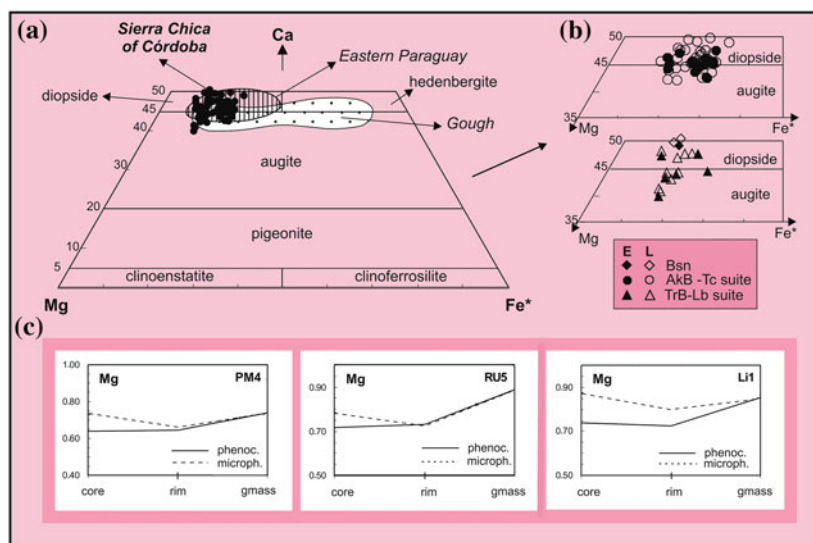 (a)
Sierra Chica
of Córdoba
Ca
Eastern Paraguay
hedenbergite
diopside
50
45
40
Gough
30
augite
20
pigeonite
10
5
clinoenstatite
clinoferrosilite
Mg
Fe*
(b)
50
45
diopside
augite
35
Mg
Fe*
50
45
diopside
augite
35
Mg
Fe*
E L
Bsn
AkB -Tc suite
TrB-Lb suite
(c)
1.00
0.80
0.60
0.40
Mg
PM4
phenoc.
microph.
core
rim
gmass
0.90
0.70
0.50
Mg
RU5
phenoc.
microph.
core
rim
gmass
0.90
0.70
0.50
Mg
Li1
phenoc.
microph.
core
rim
gmass